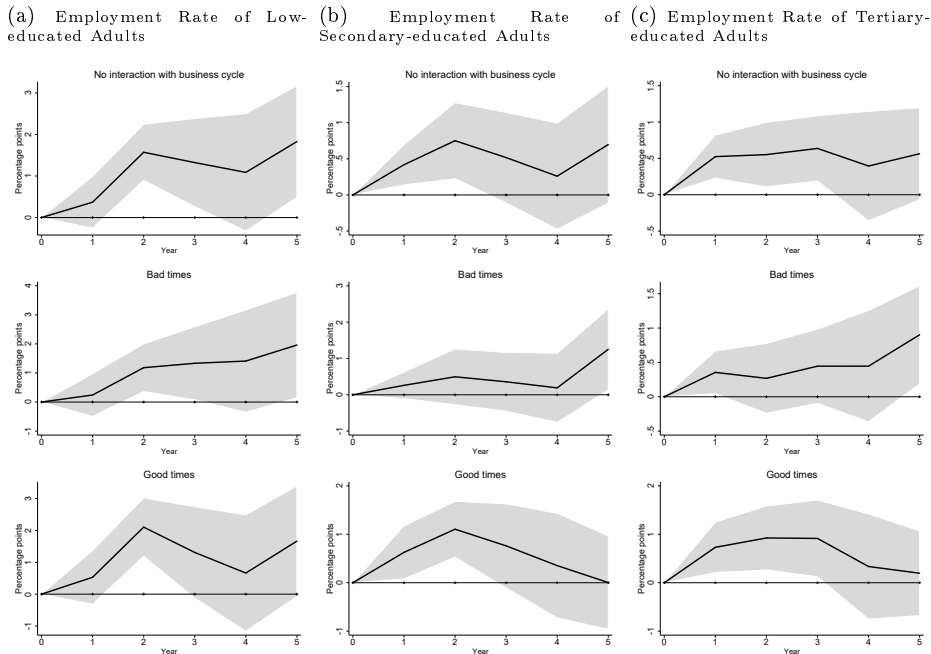 (a) Employment Rate of Low-
educated Adults
(b) Employment Rate of
Secondary-educated Adults
(c) Employment Rate of Tertiary-
educated Adults
No interaction with business cycle
Percentage points
3
2
1
0
0 1 2 3 4 5
Year
No interaction with business cycle
Percentage points
1.5
1
.5
0
-.5
0 1 2 3 4 5
Year
No interaction with business cycle
Percentage points
1.5
1
.5
0
-.5
0 1 2 3 4 5
Year
Bad times
Percentage points
4
3
2
1
0
-1
0 1 2 3 4 5
Year
Bad times
Percentage points
3
2
1
0
-1
0 1 2 3 4 5
Year
Bad times
Percentage points
1.5
1
.5
0
-.5
0 1 2 3 4 5
Year
Good times
Percentage points
3
2
1
0
-1
0 1 2 3 4 5
Year
Good times
Percentage points
2
1
0
-1
0 1 2 3 4 5
Year
Good times
Percentage points
2
1
0
-1
0 1 2 3 4 5
Year